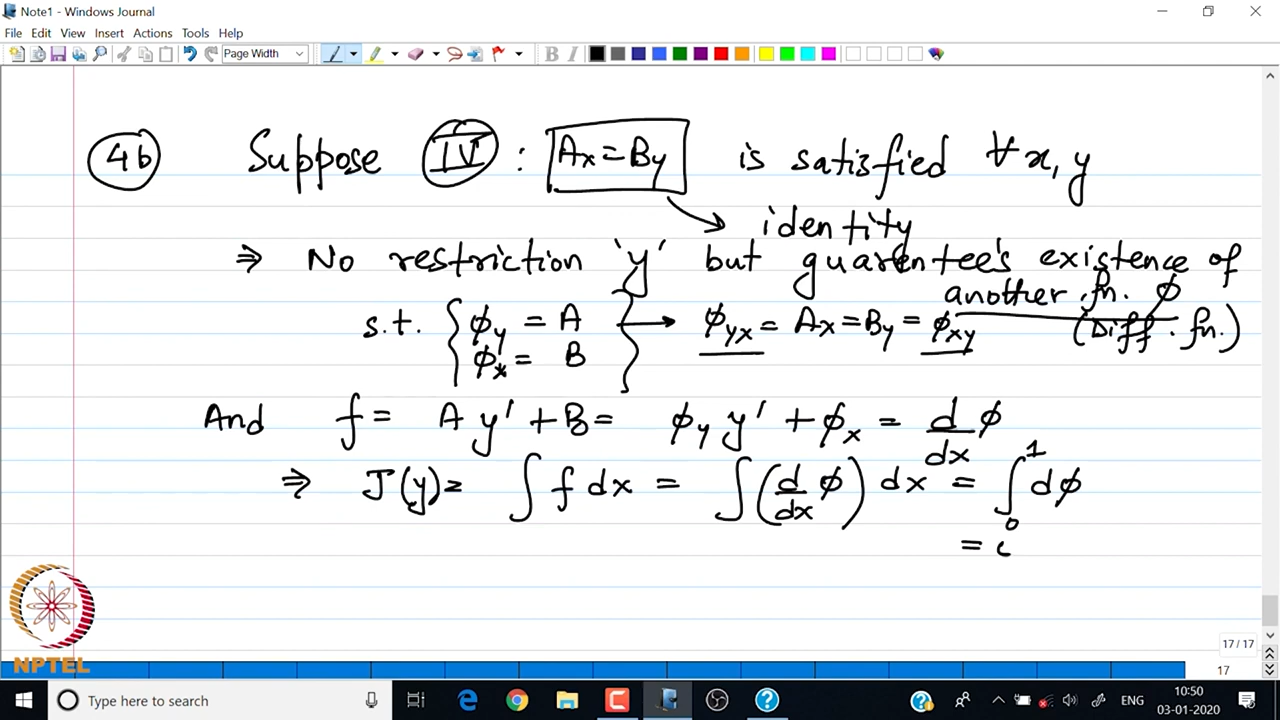 Note1 - Windows Journal
File Edit View Insert Actions Tools Help
Page Width
B I
4b Suppose IV : Ax = By is satisfied ∀ x, y
identity
⇒ No restriction 'y' but guarentee's existence of
another fn. ϕ
s.t. { ϕy = A } → ϕyx = Ax = By = ϕxy (Diff. fn.)
ϕx = B
And f = A y' + B = ϕy y' + ϕx = d/dx ϕ
⇒ J(y) = ∫ f dx = ∫ (d/dx ϕ) dx = ∫₀¹ dϕ
= c
NPTEL
17 / 17
17
Type here to search
ENG
10:50
03-01-2020